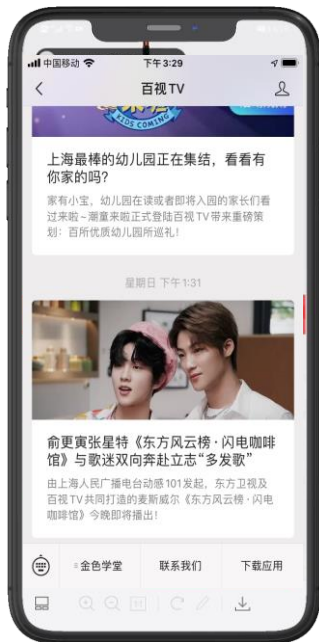 中国移动
下午3:29
百视TV
KIDS COMING
上海最棒的幼儿园正在集结，看看有
你家的吗？
家有小宝，幼儿园在读或者即将入园的家长们看
过来啦~潮童来啦正式登陆百视TV带来重磅策
划：百所优质幼儿园所巡礼！
星期日 下午1:31
俞更寅张星特《东方风云榜·闪电咖啡
馆》与歌迷双向奔赴立志“多发歌”
由上海人民广播电台动感101发起，东方卫视及
百视TV共同打造的麦斯威尔《东方风云榜·闪电
咖啡馆》今晚即将播出！
金色学堂
联系我们
下载应用